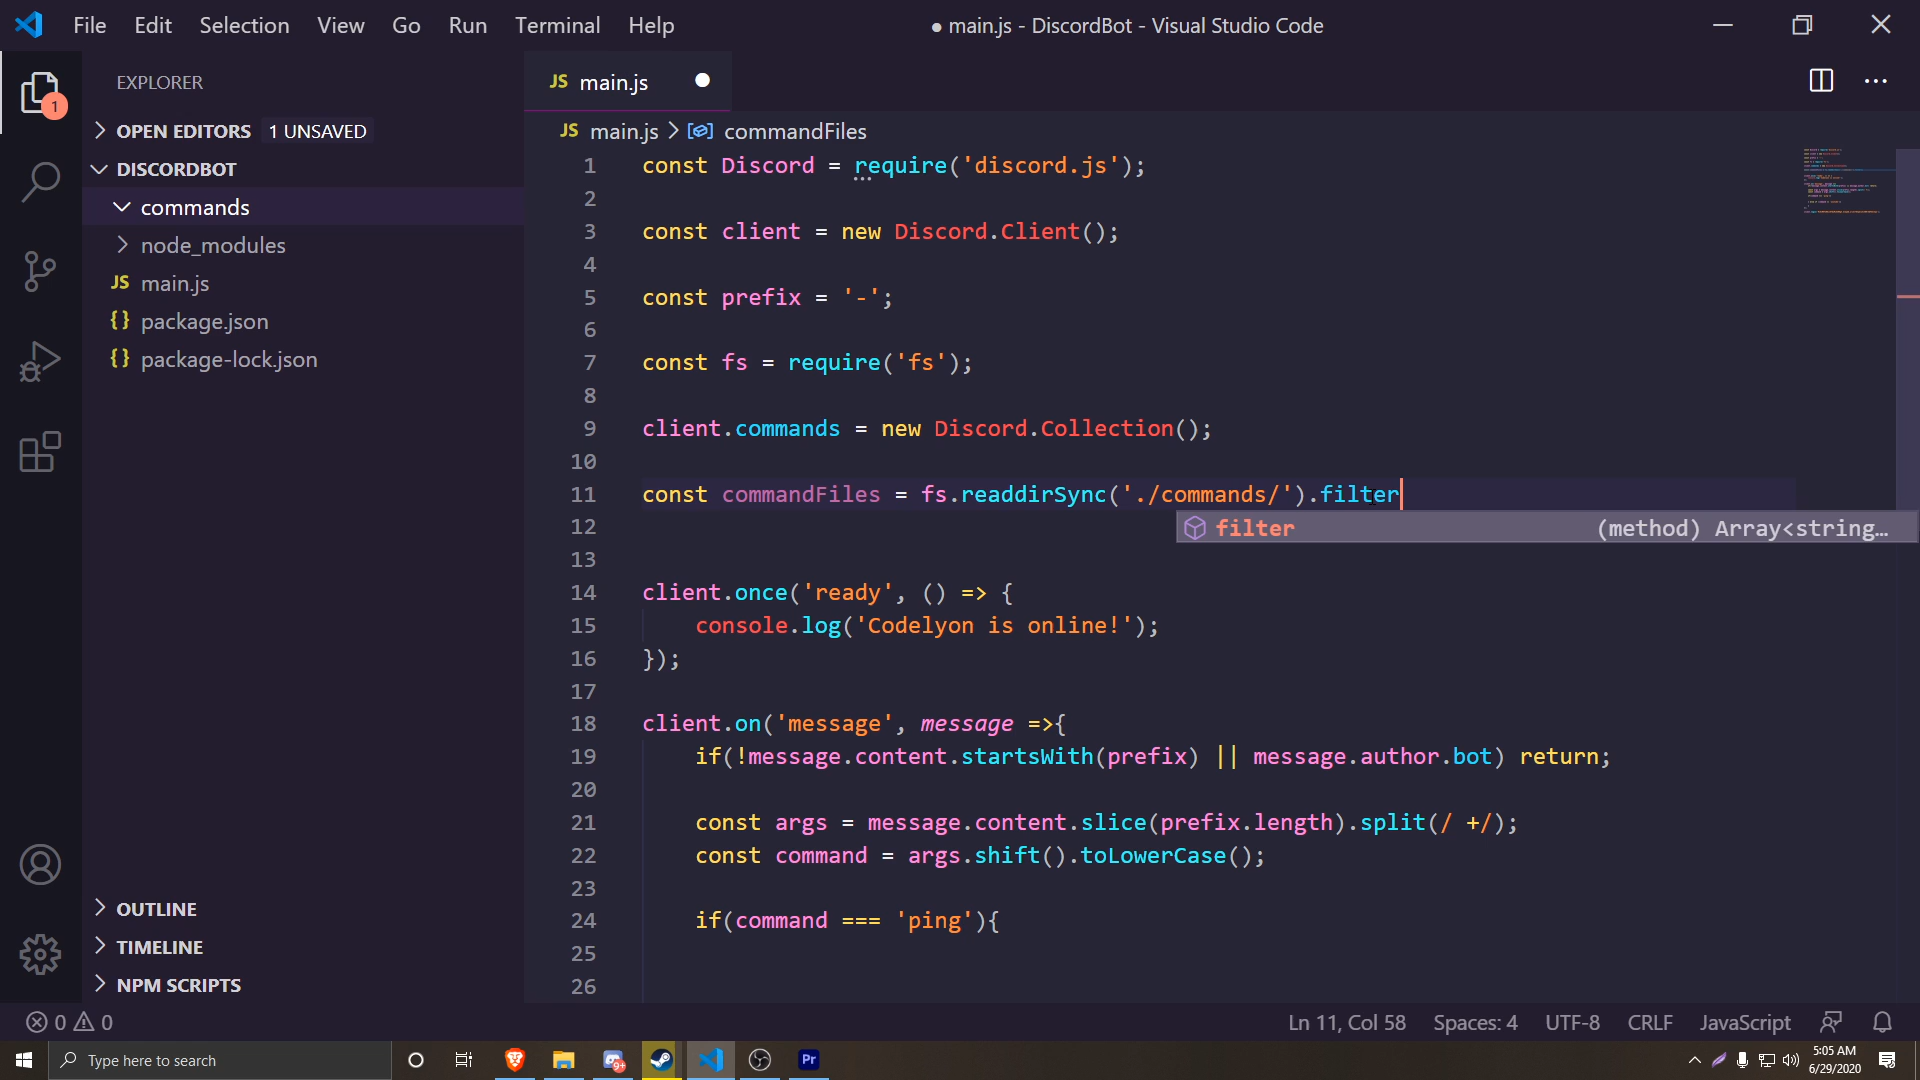 File Edit Selection View Go Run Terminal Help
● main.js - DiscordBot - Visual Studio Code
EXPLORER
1
OPEN EDITORS 1 UNSAVED
DISCORDBOT
commands
node_modules
JS main.js
{} package.json
{} package-lock.json
OUTLINE
TIMELINE
NPM SCRIPTS
JS main.js
JS main.js > commandFiles
1 const Discord = require('discord.js');
2
3 const client = new Discord.Client();
4
5 const prefix = '-';
6
7 const fs = require('fs');
8
9 client.commands = new Discord.Collection();
10
11 const commandFiles = fs.readdirSync('./commands/').filter
filter (method) Array<string…
12
13
14 client.once('ready', () => {
15 console.log('Codelyon is online!');
16 });
17
18 client.on('message', message =>{
19 if(!message.content.startsWith(prefix) || message.author.bot) return;
20
21 const args = message.content.slice(prefix.length).split(/ +/);
22 const command = args.shift().toLowerCase();
23
24 if(command === 'ping'){
25
26
0 0
Ln 11, Col 58 Spaces: 4 UTF-8 CRLF JavaScript
Type here to search
9+
Pr
5:05 AM
6/29/2020